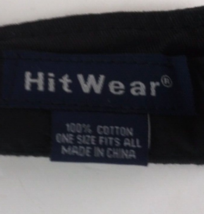 HitWear®
100% COTTON
ONE SIZE FITS ALL
MADE IN CHINA